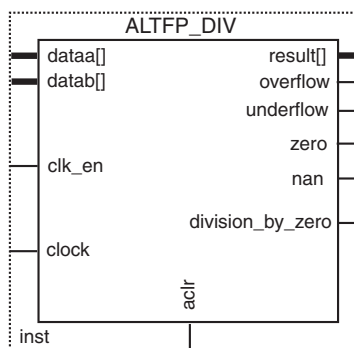 ALTFP_DIV
dataa[] result[]
datab[] overflow
underflow
zero
clk_en nan
division_by_zero
clock
aclr
inst